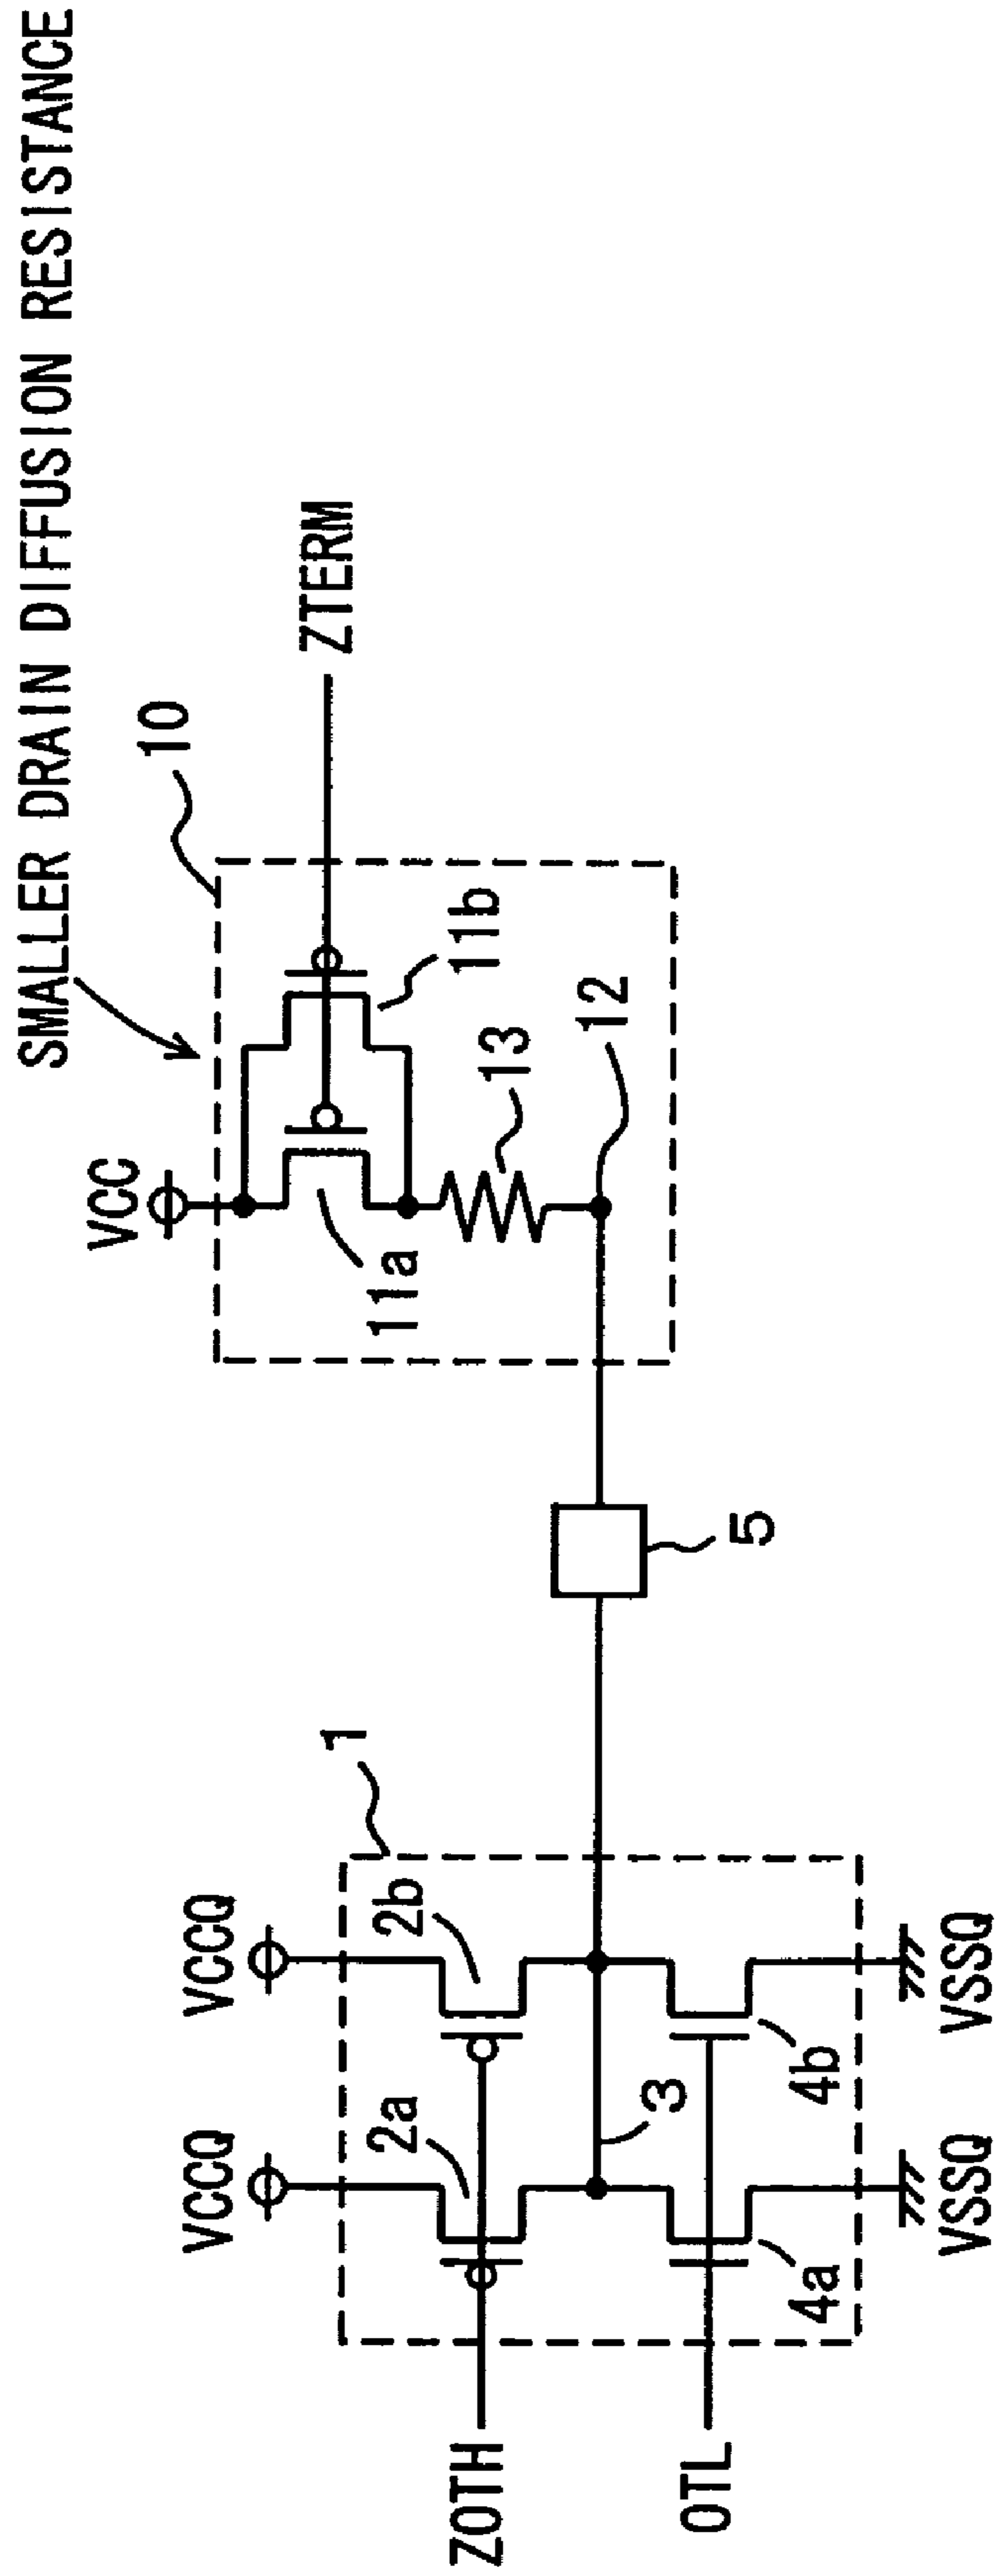 SMALLER DRAIN DIFFUSION RESISTANCE
10
VCC
ZTERM
11a
11b
13
12
5
1
VCCQ
VCCQ
2a
2b
3
ZOTH
OTL
4a
4b
VSSQ
VSSQ